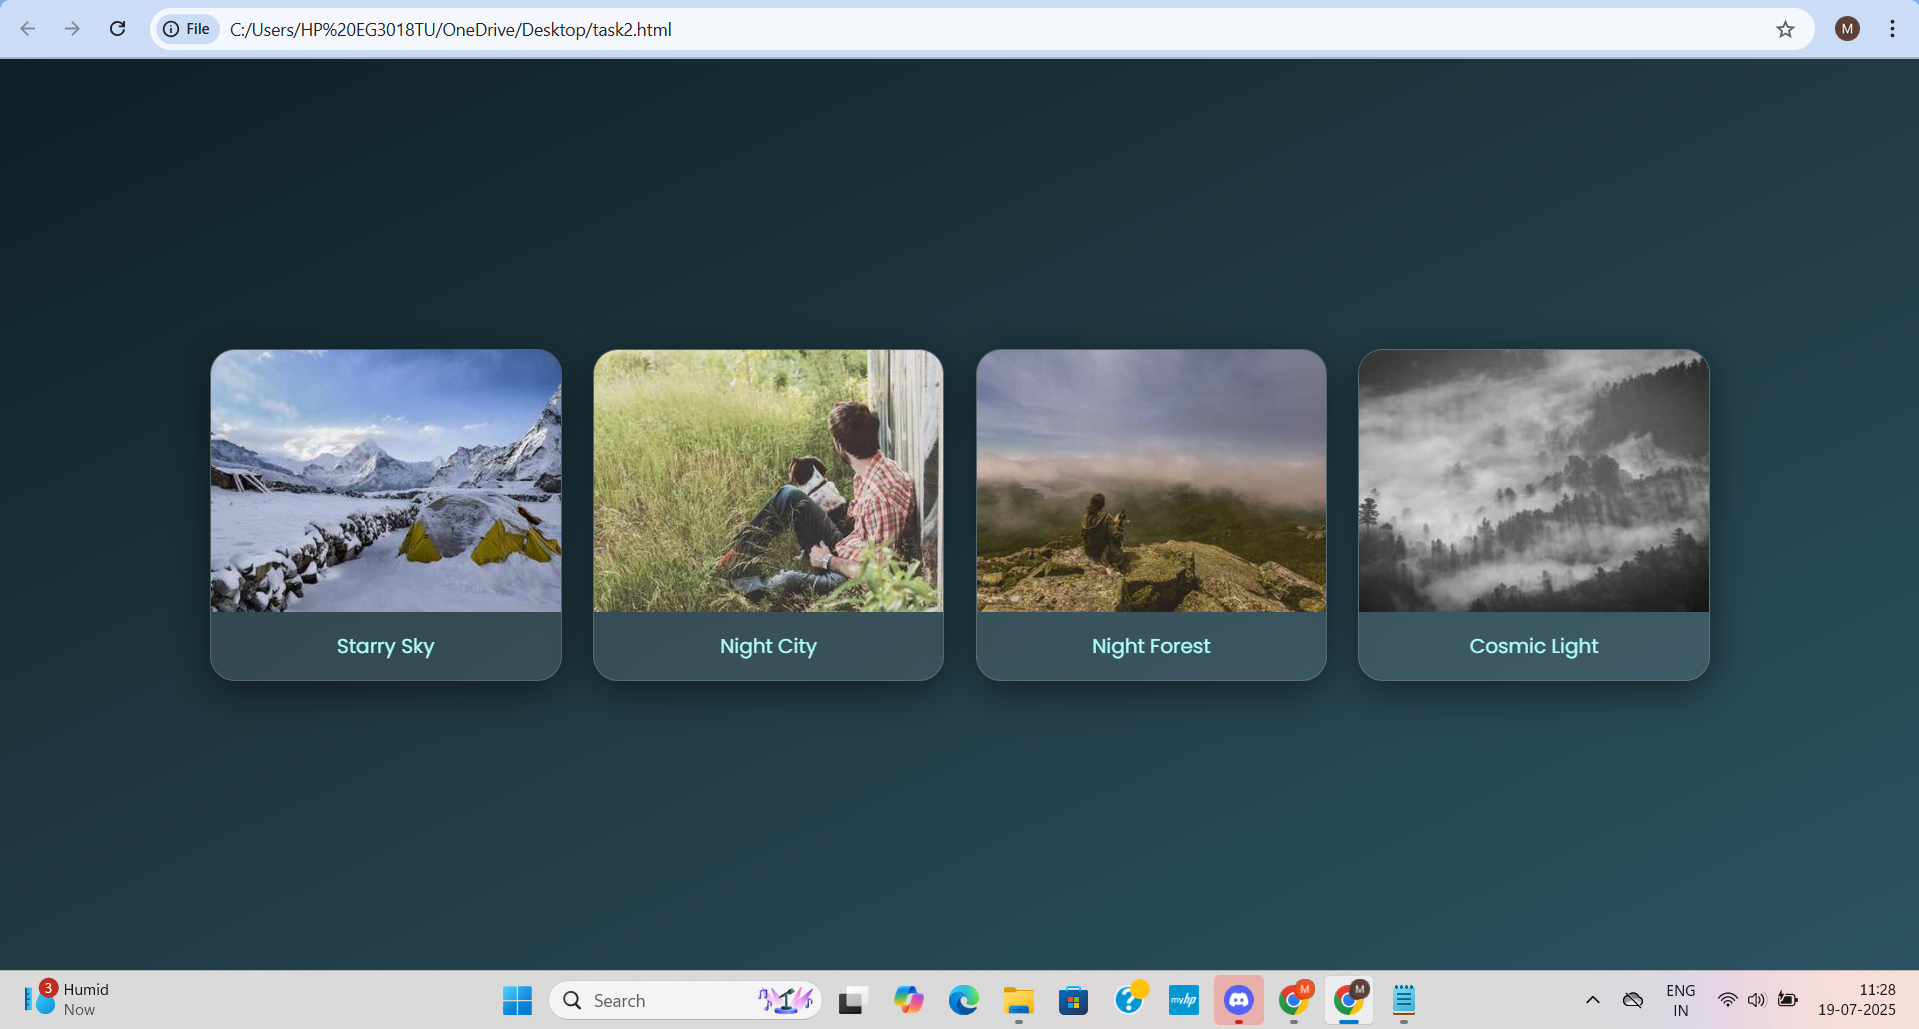 File
C:/Users/HP%20EG3018TU/OneDrive/Desktop/task2.html
M
Starry Sky
Night City
Night Forest
Cosmic Light
3
Humid
Now
Search
myhp
M
M
ENG
IN
11:28
19-07-2025